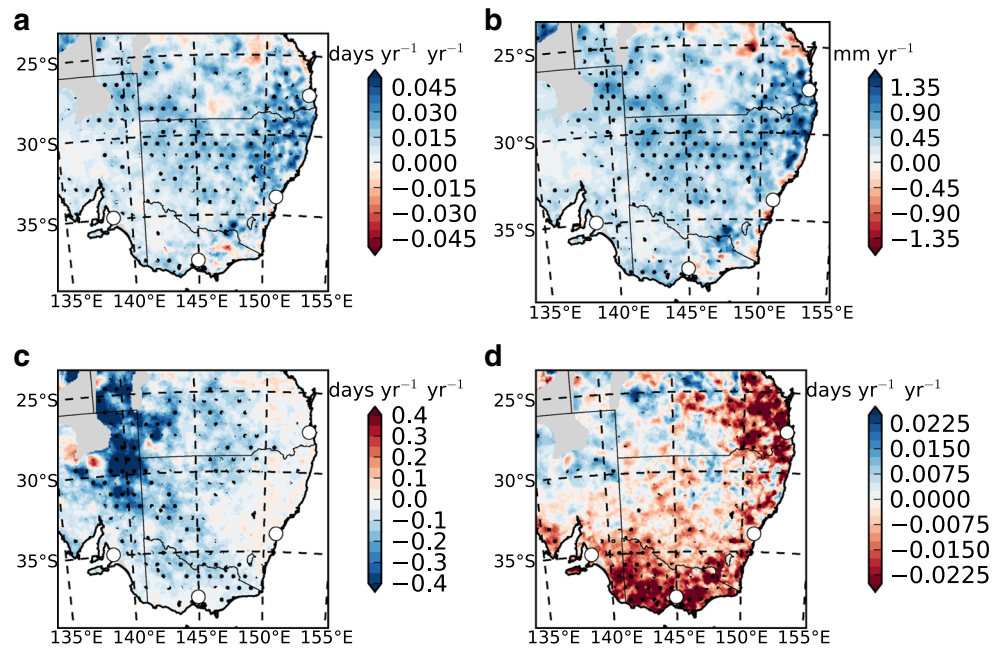 a
days yr⁻¹ yr⁻¹
25°S
30°S
35°S
135°E 140°E 145°E 150°E 155°E
0.045
0.030
0.015
0.000
−0.015
−0.030
−0.045
b
mm yr⁻¹
25°S
30°S
35°S
135°E 140°E 145°E 150°E 155°E
1.35
0.90
0.45
0.00
−0.45
−0.90
−1.35
c
days yr⁻¹ yr⁻¹
25°S
30°S
35°S
135°E 140°E 145°E 150°E 155°E
0.4
0.3
0.1
0.0
−0.1
−0.3
−0.4
d
days yr⁻¹ yr⁻¹
25°S
30°S
35°S
135°E 140°E 145°E 150°E 155°E
0.0225
0.0150
0.0075
0.0000
−0.0075
−0.0150
−0.0225